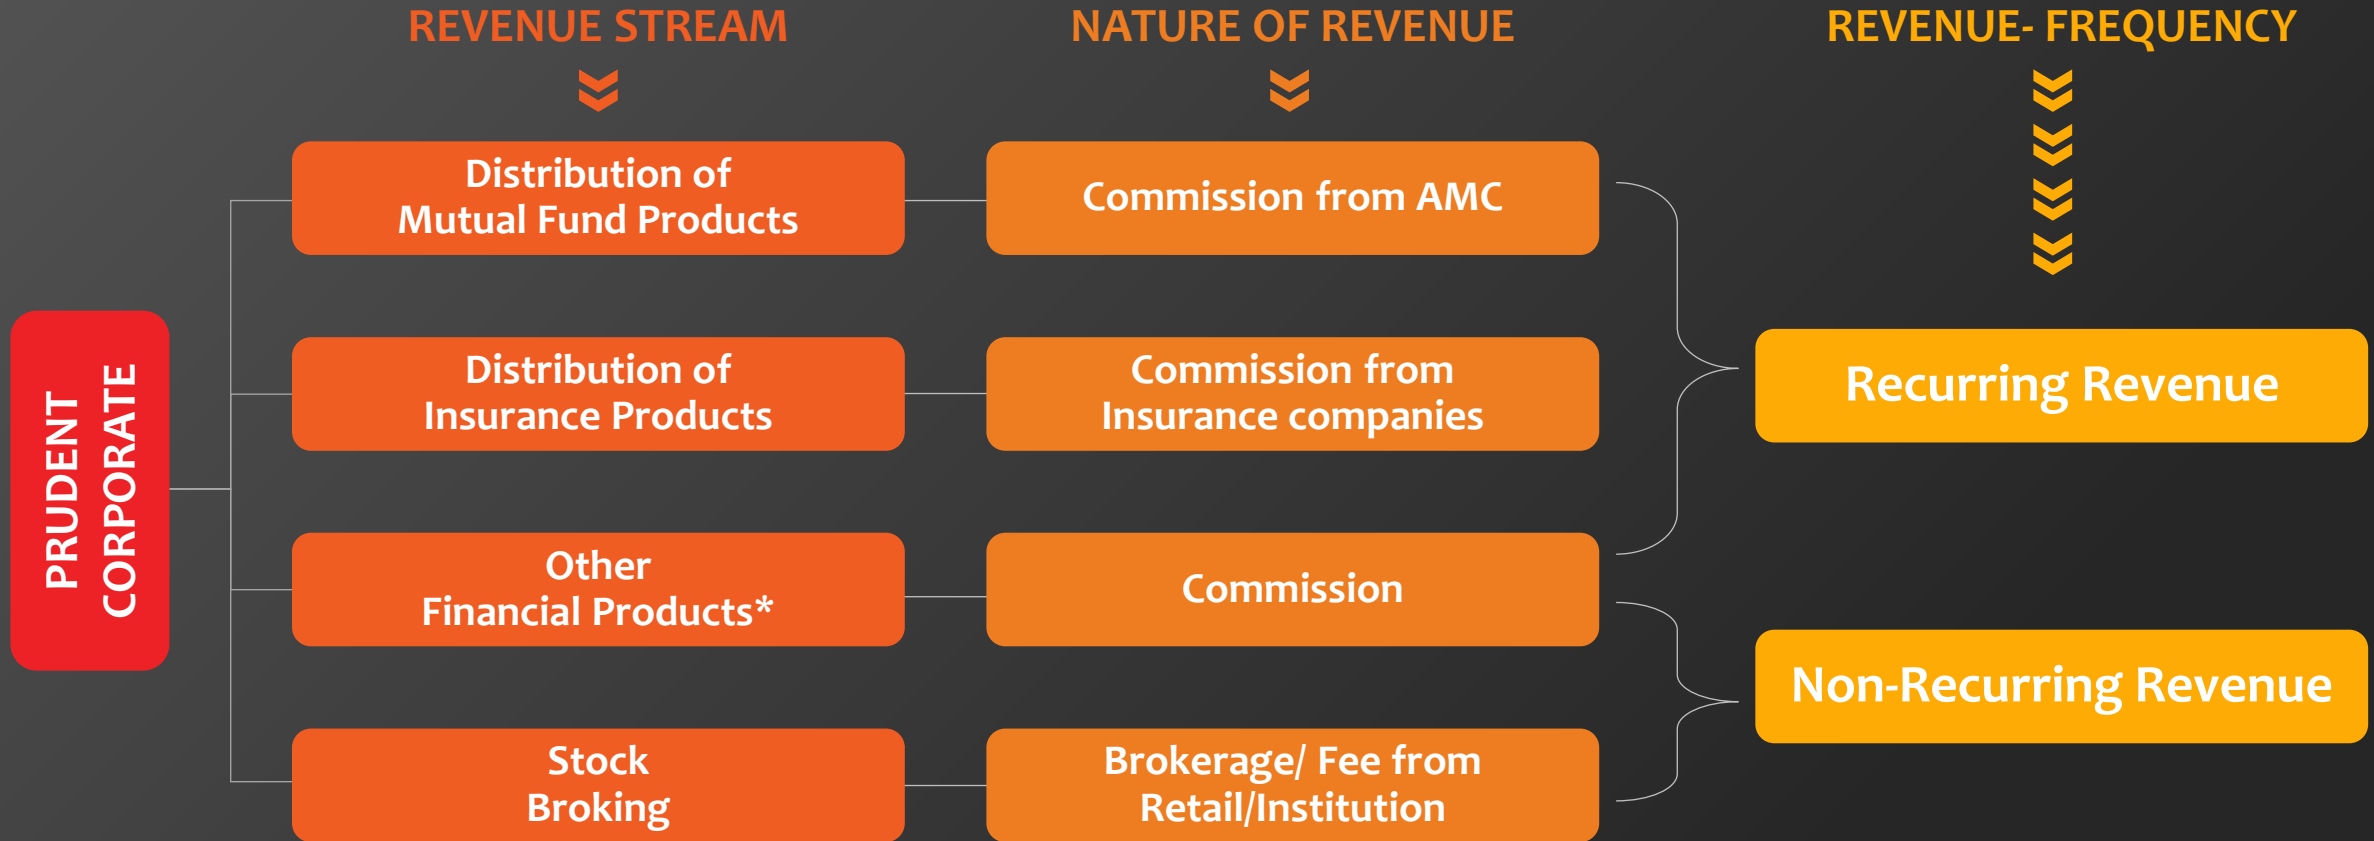 REVENUE STREAM
NATURE OF REVENUE
REVENUE- FREQUENCY
PRUDENT
CORPORATE
Distribution of
Mutual Fund Products
Commission from AMC
Distribution of
Insurance Products
Commission from
Insurance companies
Recurring Revenue
Other
Financial Products*
Commission
Non-Recurring Revenue
Stock
Broking
Brokerage/ Fee from
Retail/Institution